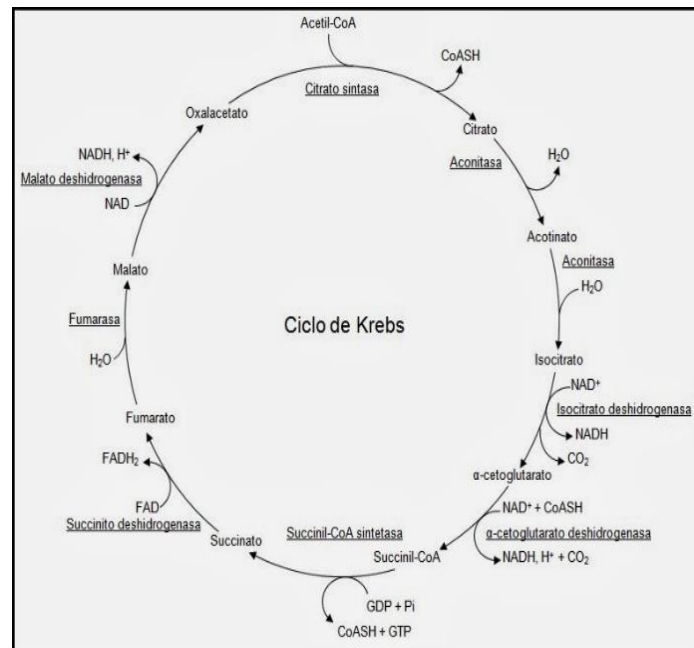 Acetil-CoA
CoASH
Citrato sintasa
Oxalacetato
Citrato
NADH, H⁺
Aconitasa
H₂O
Malato deshidrogenasa
NAD
Acotinato
Aconitasa
Malato
H₂O
Fumarasa
Ciclo de Krebs
H₂O
Isocitrato
NAD⁺
Isocitrato deshidrogenasa
Fumarato
NADH
FADH₂
CO₂
α-cetoglutarato
FAD
NAD⁺ + CoASH
Succinito deshidrogenasa
Succinil-CoA sintetasa
α-cetoglutarato deshidrogenasa
Succinato
Succinil-CoA
NADH, H⁺ + CO₂
GDP + Pi
CoASH + GTP